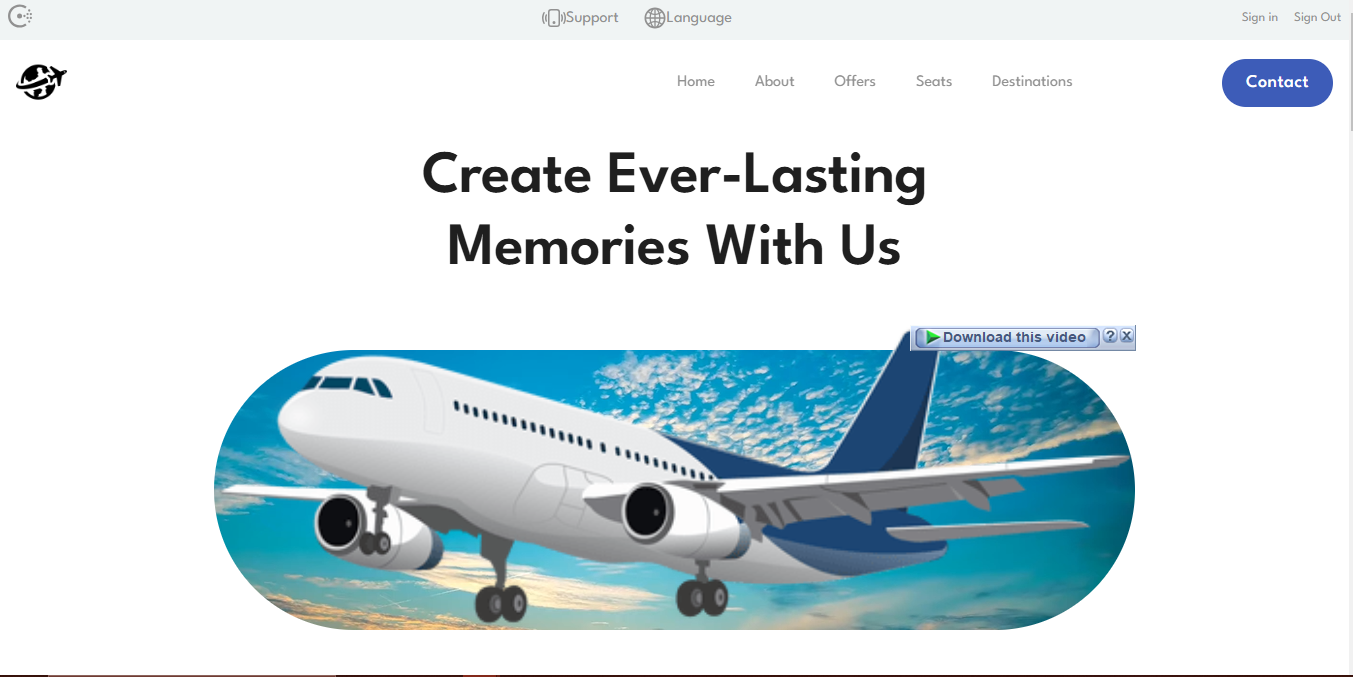 Support Language Sign in Sign Out
Home About Offers Seats Destinations Contact
Create Ever-Lasting
Memories With Us
Download this video ? X